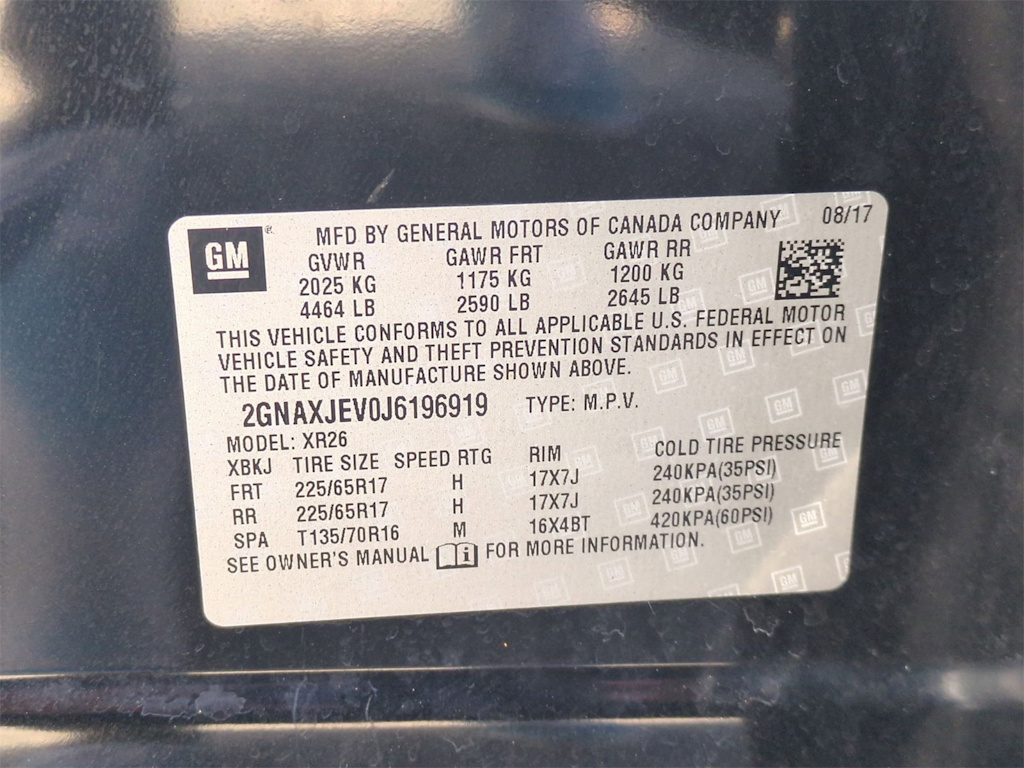 GM ® MFD BY GENERAL MOTORS OF CANADA COMPANY 08/17
GVWR GAWR FRT GAWR RR
2025 KG 1175 KG 1200 KG
4464 LB 2590 LB 2645 LB
THIS VEHICLE CONFORMS TO ALL APPLICABLE U.S. FEDERAL MOTOR
VEHICLE SAFETY AND THEFT PREVENTION STANDARDS IN EFFECT ON
THE DATE OF MANUFACTURE SHOWN ABOVE.
2GNAXJEV0J6196919 TYPE: M.P.V.
MODEL: XR26
XBKJ TIRE SIZE SPEED RTG RIM COLD TIRE PRESSURE
FRT 225/65R17 H 17X7J 240KPA(35PSI)
RR 225/65R17 H 17X7J 240KPA(35PSI)
SPA T135/70R16 M 16X4BT 420KPA(60PSI)
SEE OWNER'S MANUAL i FOR MORE INFORMATION.